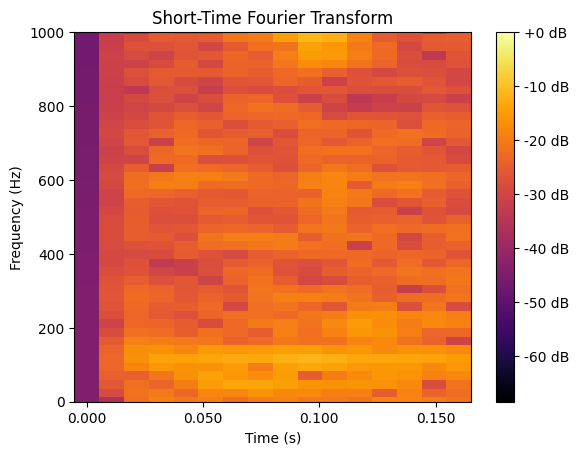 Short-Time Fourier Transform
Frequency (Hz)
1000
800
600
400
200
0
0.000
0.050
0.100
0.150
Time (s)
+0 dB
-10 dB
-20 dB
-30 dB
-40 dB
-50 dB
-60 dB